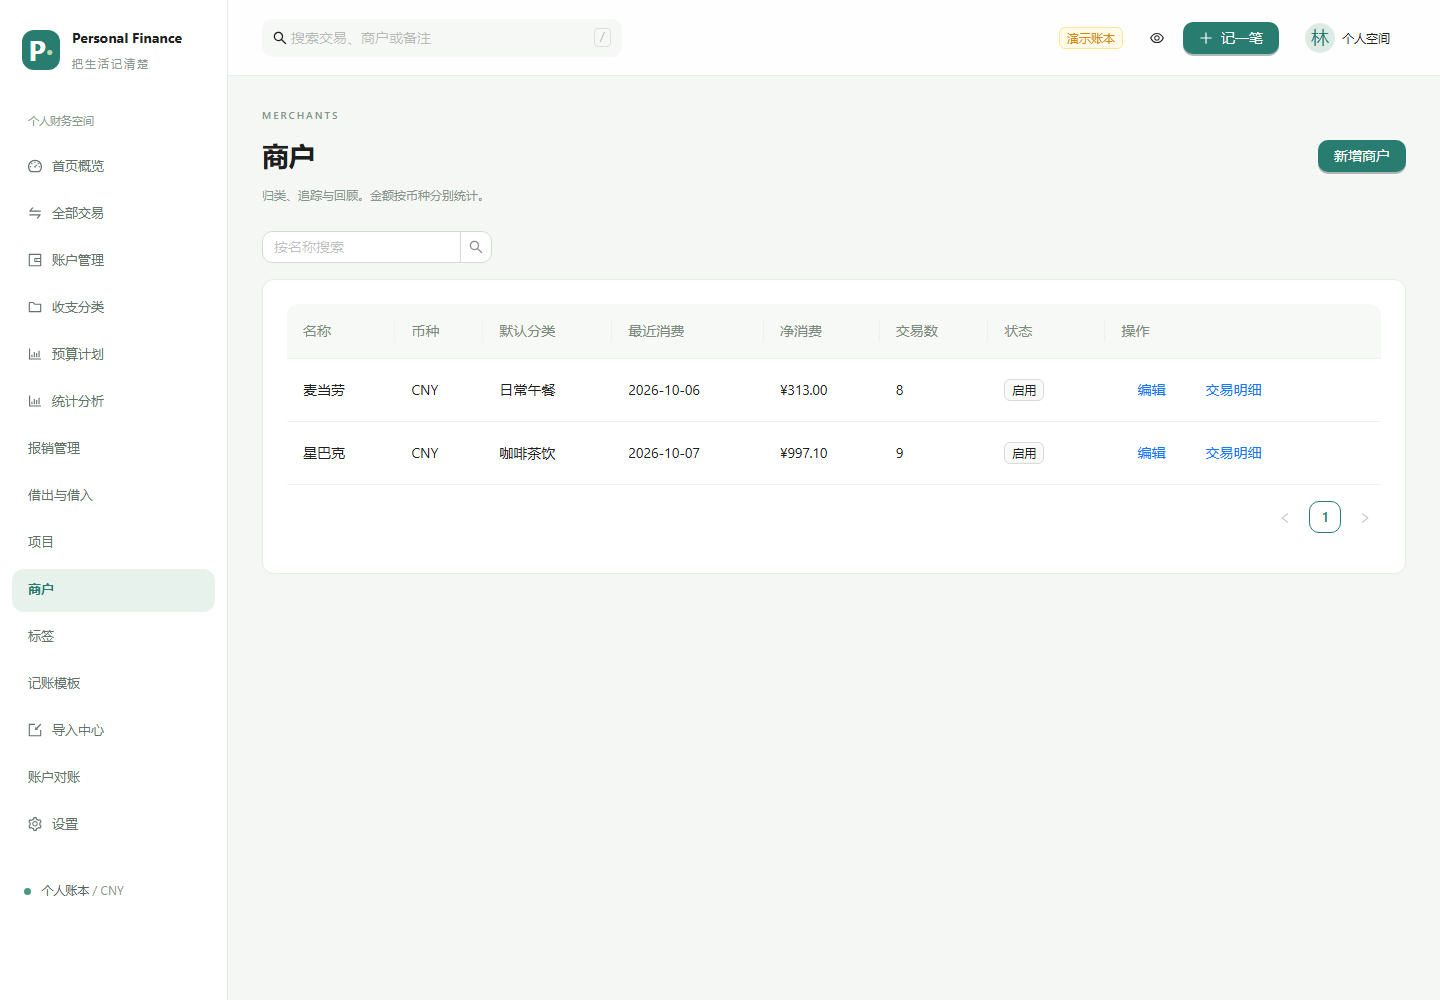 Personal Finance
把生活记清楚
个人财务空间
首页概览
全部交易
账户管理
收支分类
预算计划
统计分析
报销管理
借出与借入
项目
商户
标签
记账模板
导入中心
账户对账
设置
个人账本 / CNY
搜索交易、商户或备注 /
演示账本
记一笔
林 个人空间
MERCHANTS
商户
新增商户
归类、追踪与回顾。金额按币种分别统计。
按名称搜索
名称 币种 默认分类 最近消费 净消费 交易数 状态 操作
麦当劳 CNY 日常午餐 2026-10-06 ¥313.00 8 启用 编辑 交易明细
星巴克 CNY 咖啡茶饮 2026-10-07 ¥997.10 9 启用 编辑 交易明细
< 1 >